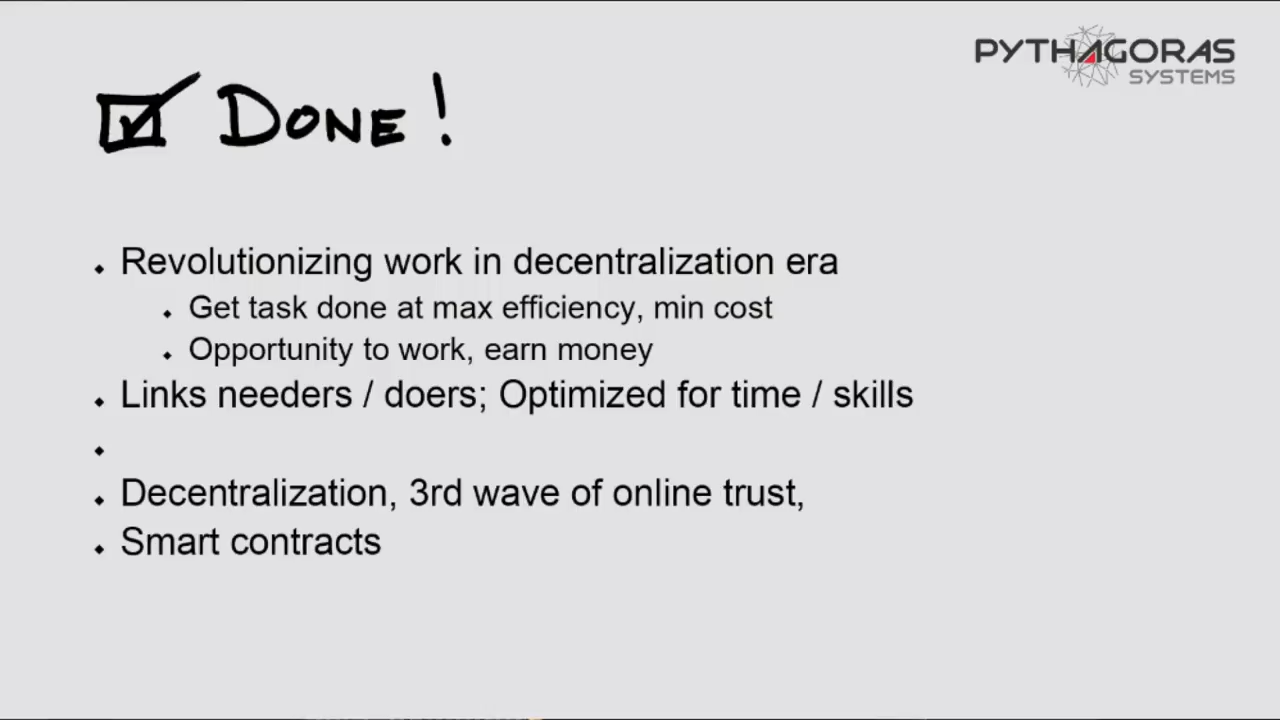 PYTHAGORAS
SYSTEMS
DONE!
Revolutionizing work in decentralization era
Get task done at max efficiency, min cost
Opportunity to work, earn money
Links needers / doers; Optimized for time / skills
Decentralization, 3rd wave of online trust,
Smart contracts